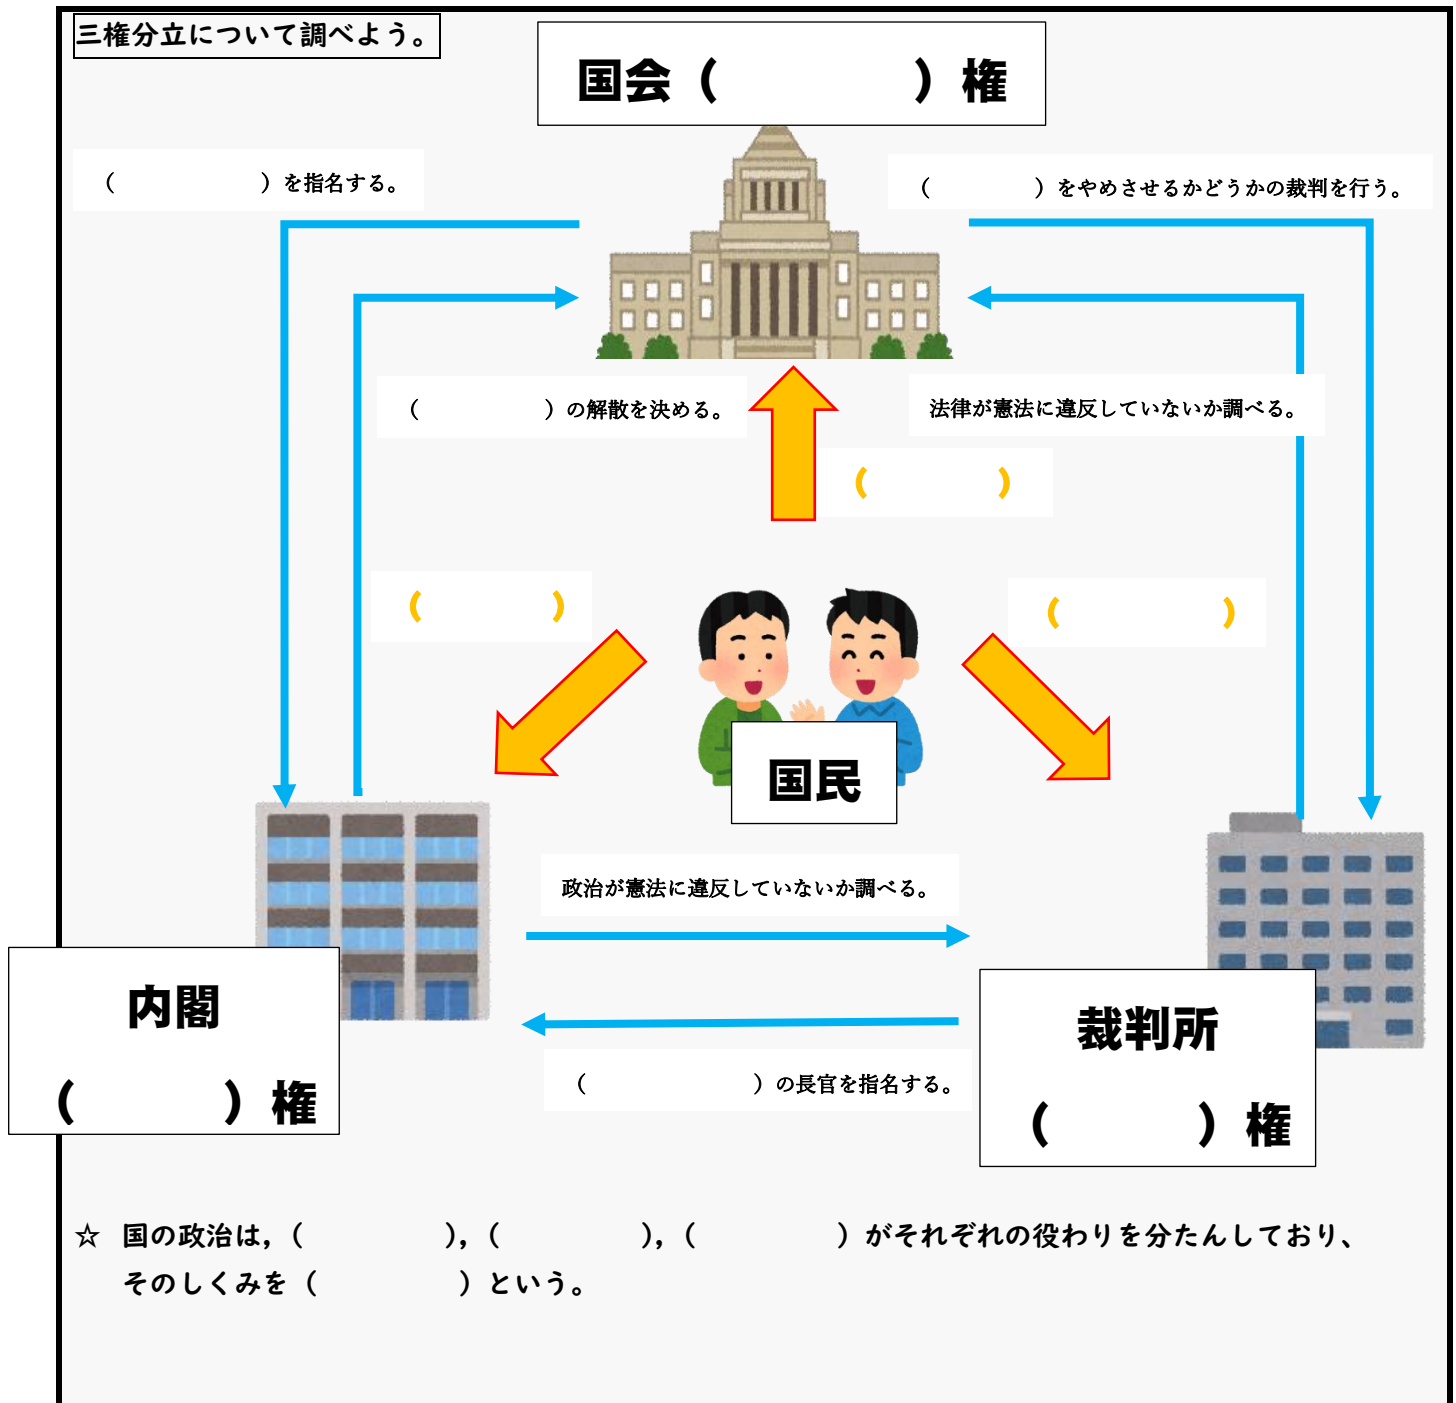 三権分立について調べよう。
国会（　　　　）権
（　　　　　　）を指名する。
（　　　　）をやめさせるかどうかの裁判を行う。
（　　　　　）の解散を決める。
法律が憲法に違反していないか調べる。
（　　　　）
（　　　　）
（　　　　　）
国民
政治が憲法に違反していないか調べる。
内閣
（　　　）権
裁判所
（　　　）権
（　　　　　　　）の長官を指名する。
☆ 国の政治は，（　　　　），（　　　　），（　　　　）がそれぞれの役わりを分たんしており、
そのしくみを（　　　　）という。